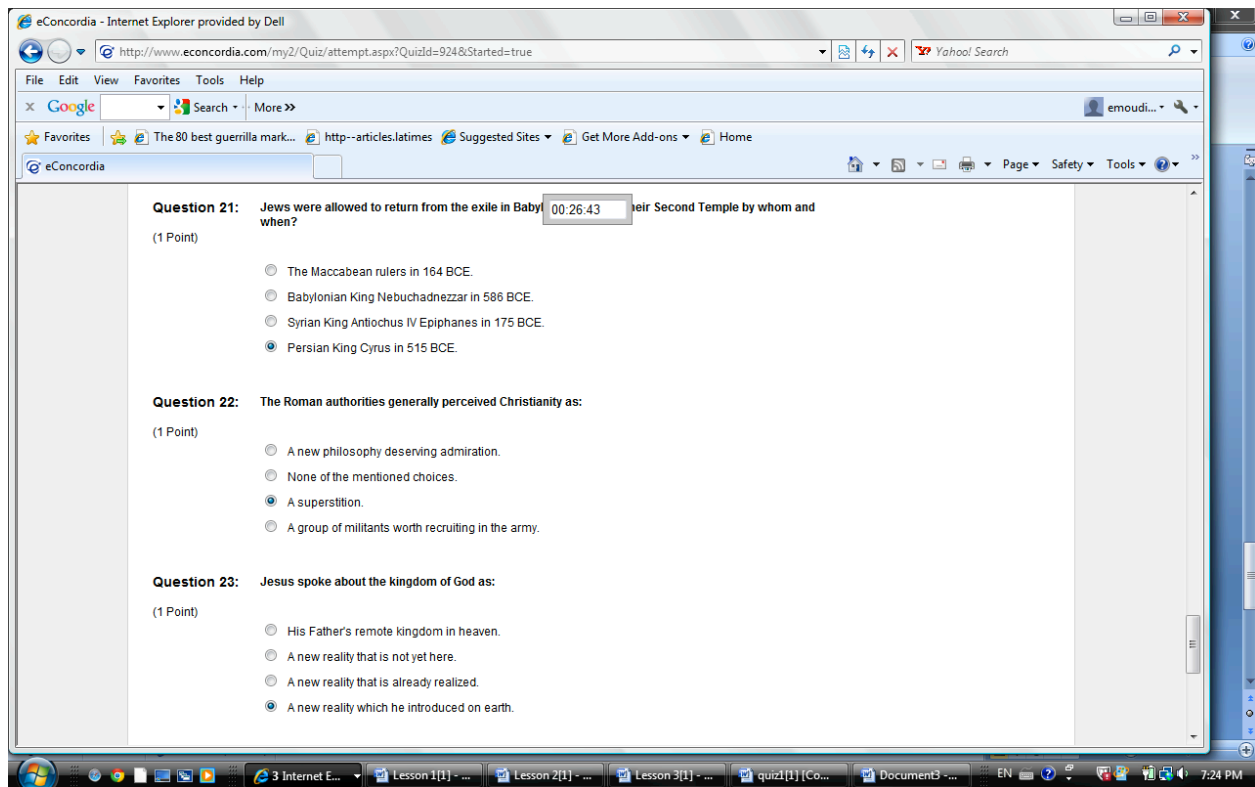 eConcordia - Internet Explorer provided by Dell
http://www.econcordia.com/my2/Quiz/attempt.aspx?QuizId=924&Started=true
Yahoo! Search
File Edit View Favorites Tools Help
x Google Search More >>
emoudi...
Favorites The 80 best guerrilla mark... http--articles.latimes Suggested Sites Get More Add-ons Home
eConcordia Page Safety Tools
Question 21: Jews were allowed to return from the exile in Babyl 00:26:43 heir Second Temple by whom and
when?
(1 Point)
The Maccabean rulers in 164 BCE.
Babylonian King Nebuchadnezzar in 586 BCE.
Syrian King Antiochus IV Epiphanes in 175 BCE.
Persian King Cyrus in 515 BCE.
Question 22: The Roman authorities generally perceived Christianity as:
(1 Point)
A new philosophy deserving admiration.
None of the mentioned choices.
A superstition.
A group of militants worth recruiting in the army.
Question 23: Jesus spoke about the kingdom of God as:
(1 Point)
His Father's remote kingdom in heaven.
A new reality that is not yet here.
A new reality that is already realized.
A new reality which he introduced on earth.
3 Internet E... Lesson 1[1] - ... Lesson 2[1] - ... Lesson 3[1] - ... quiz1[1] [Co... Document3 - ... EN 7:24 PM